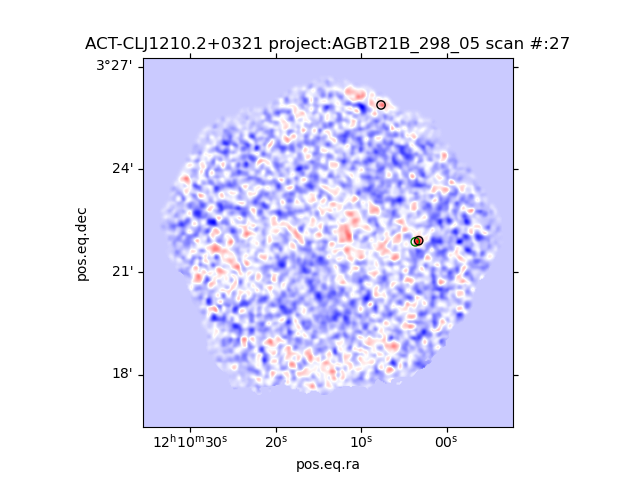 ACT-CLJ1210.2+0321 project:AGBT21B_298_05 scan #:27
3°27'
24'
21'
18'
pos.eq.dec
12ʰ10ᵐ30ˢ 20ˢ 10ˢ 00ˢ
pos.eq.ra